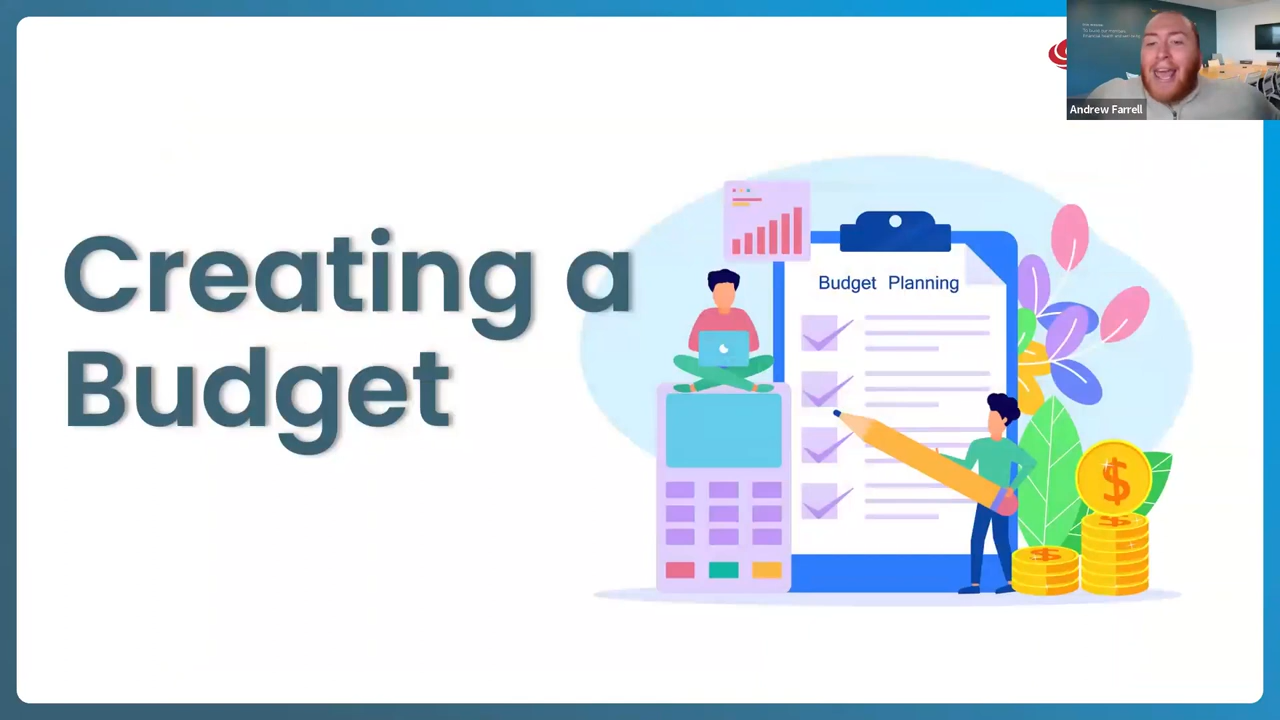 Creating a
Budget
Budget Planning
$
$
$
Andrew Farrell